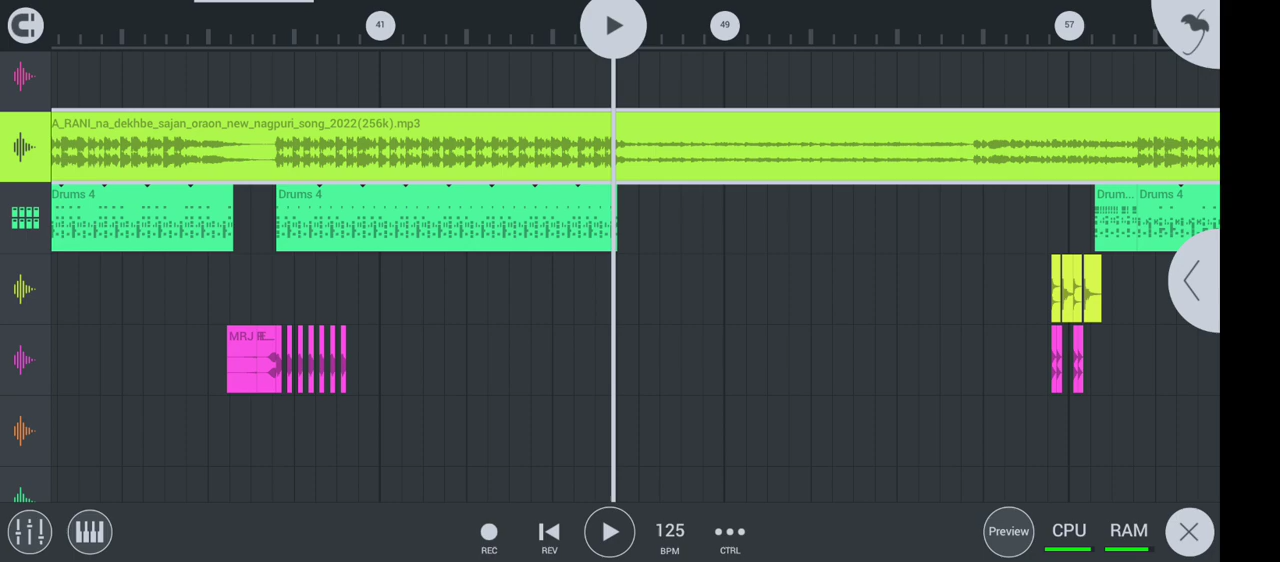 41
49
57
A_RANI_na_dekhbe_sajan_oraon_new_nagpuri_song_2022(256k).mp3
Drums 4
Drums 4
Drum...
Drums 4
MRJ
Preview
125
CPU
RAM
REC
REV
BPM
CTRL